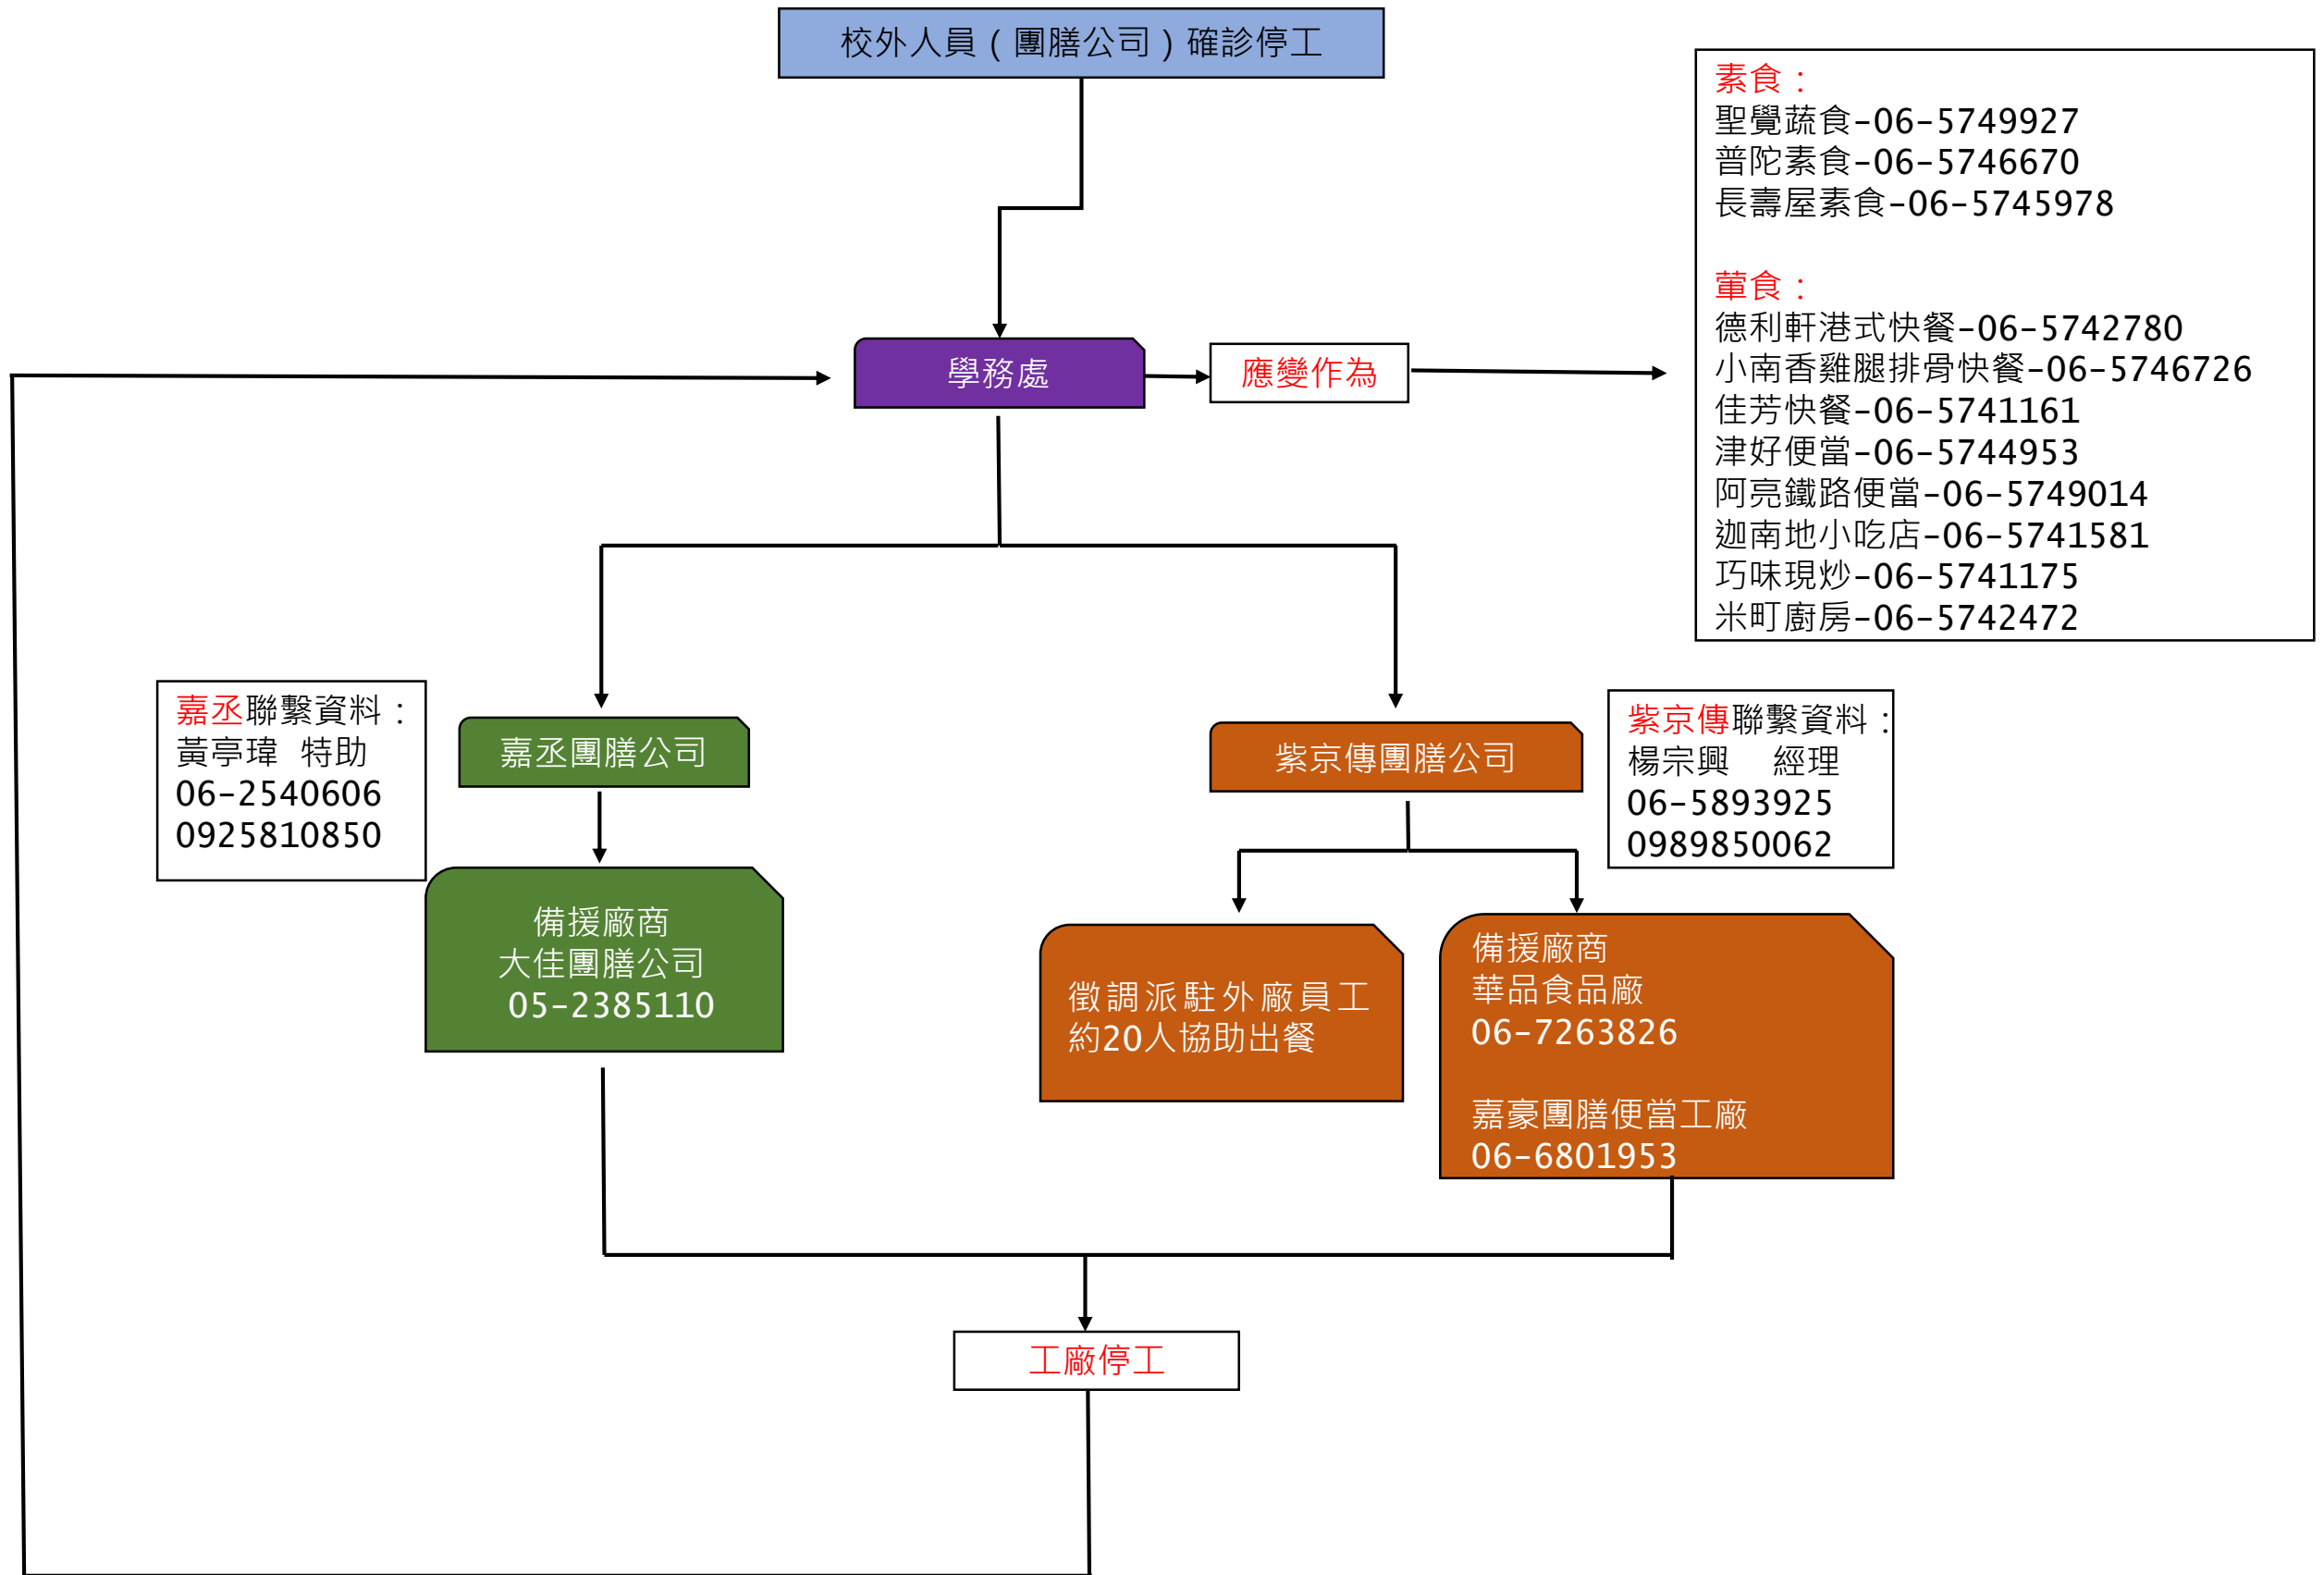 校外人員（團膳公司）確診停工
素食：
聖覺蔬食-06-5749927
普陀素食-06-5746670
長壽屋素食-06-5745978
葷食：
德利軒港式快餐-06-5742780
小南香雞腿排骨快餐-06-5746726
佳芳快餐-06-5741161
津好便當-06-5744953
阿亮鐵路便當-06-5749014
迦南地小吃店-06-5741581
巧味現炒-06-5741175
米町廚房-06-5742472
學務處
應變作為
嘉丞聯繫資料：
黃亭瑋 特助
06-2540606
0925810850
嘉丞團膳公司
紫京傳團膳公司
紫京傳聯繫資料：
楊宗興 經理
06-5893925
0989850062
備援廠商
大佳團膳公司
05-2385110
徵調派駐外廠員工
約20人協助出餐
備援廠商
華品食品廠
06-7263826
嘉豪團膳便當工廠
06-6801953
工廠停工